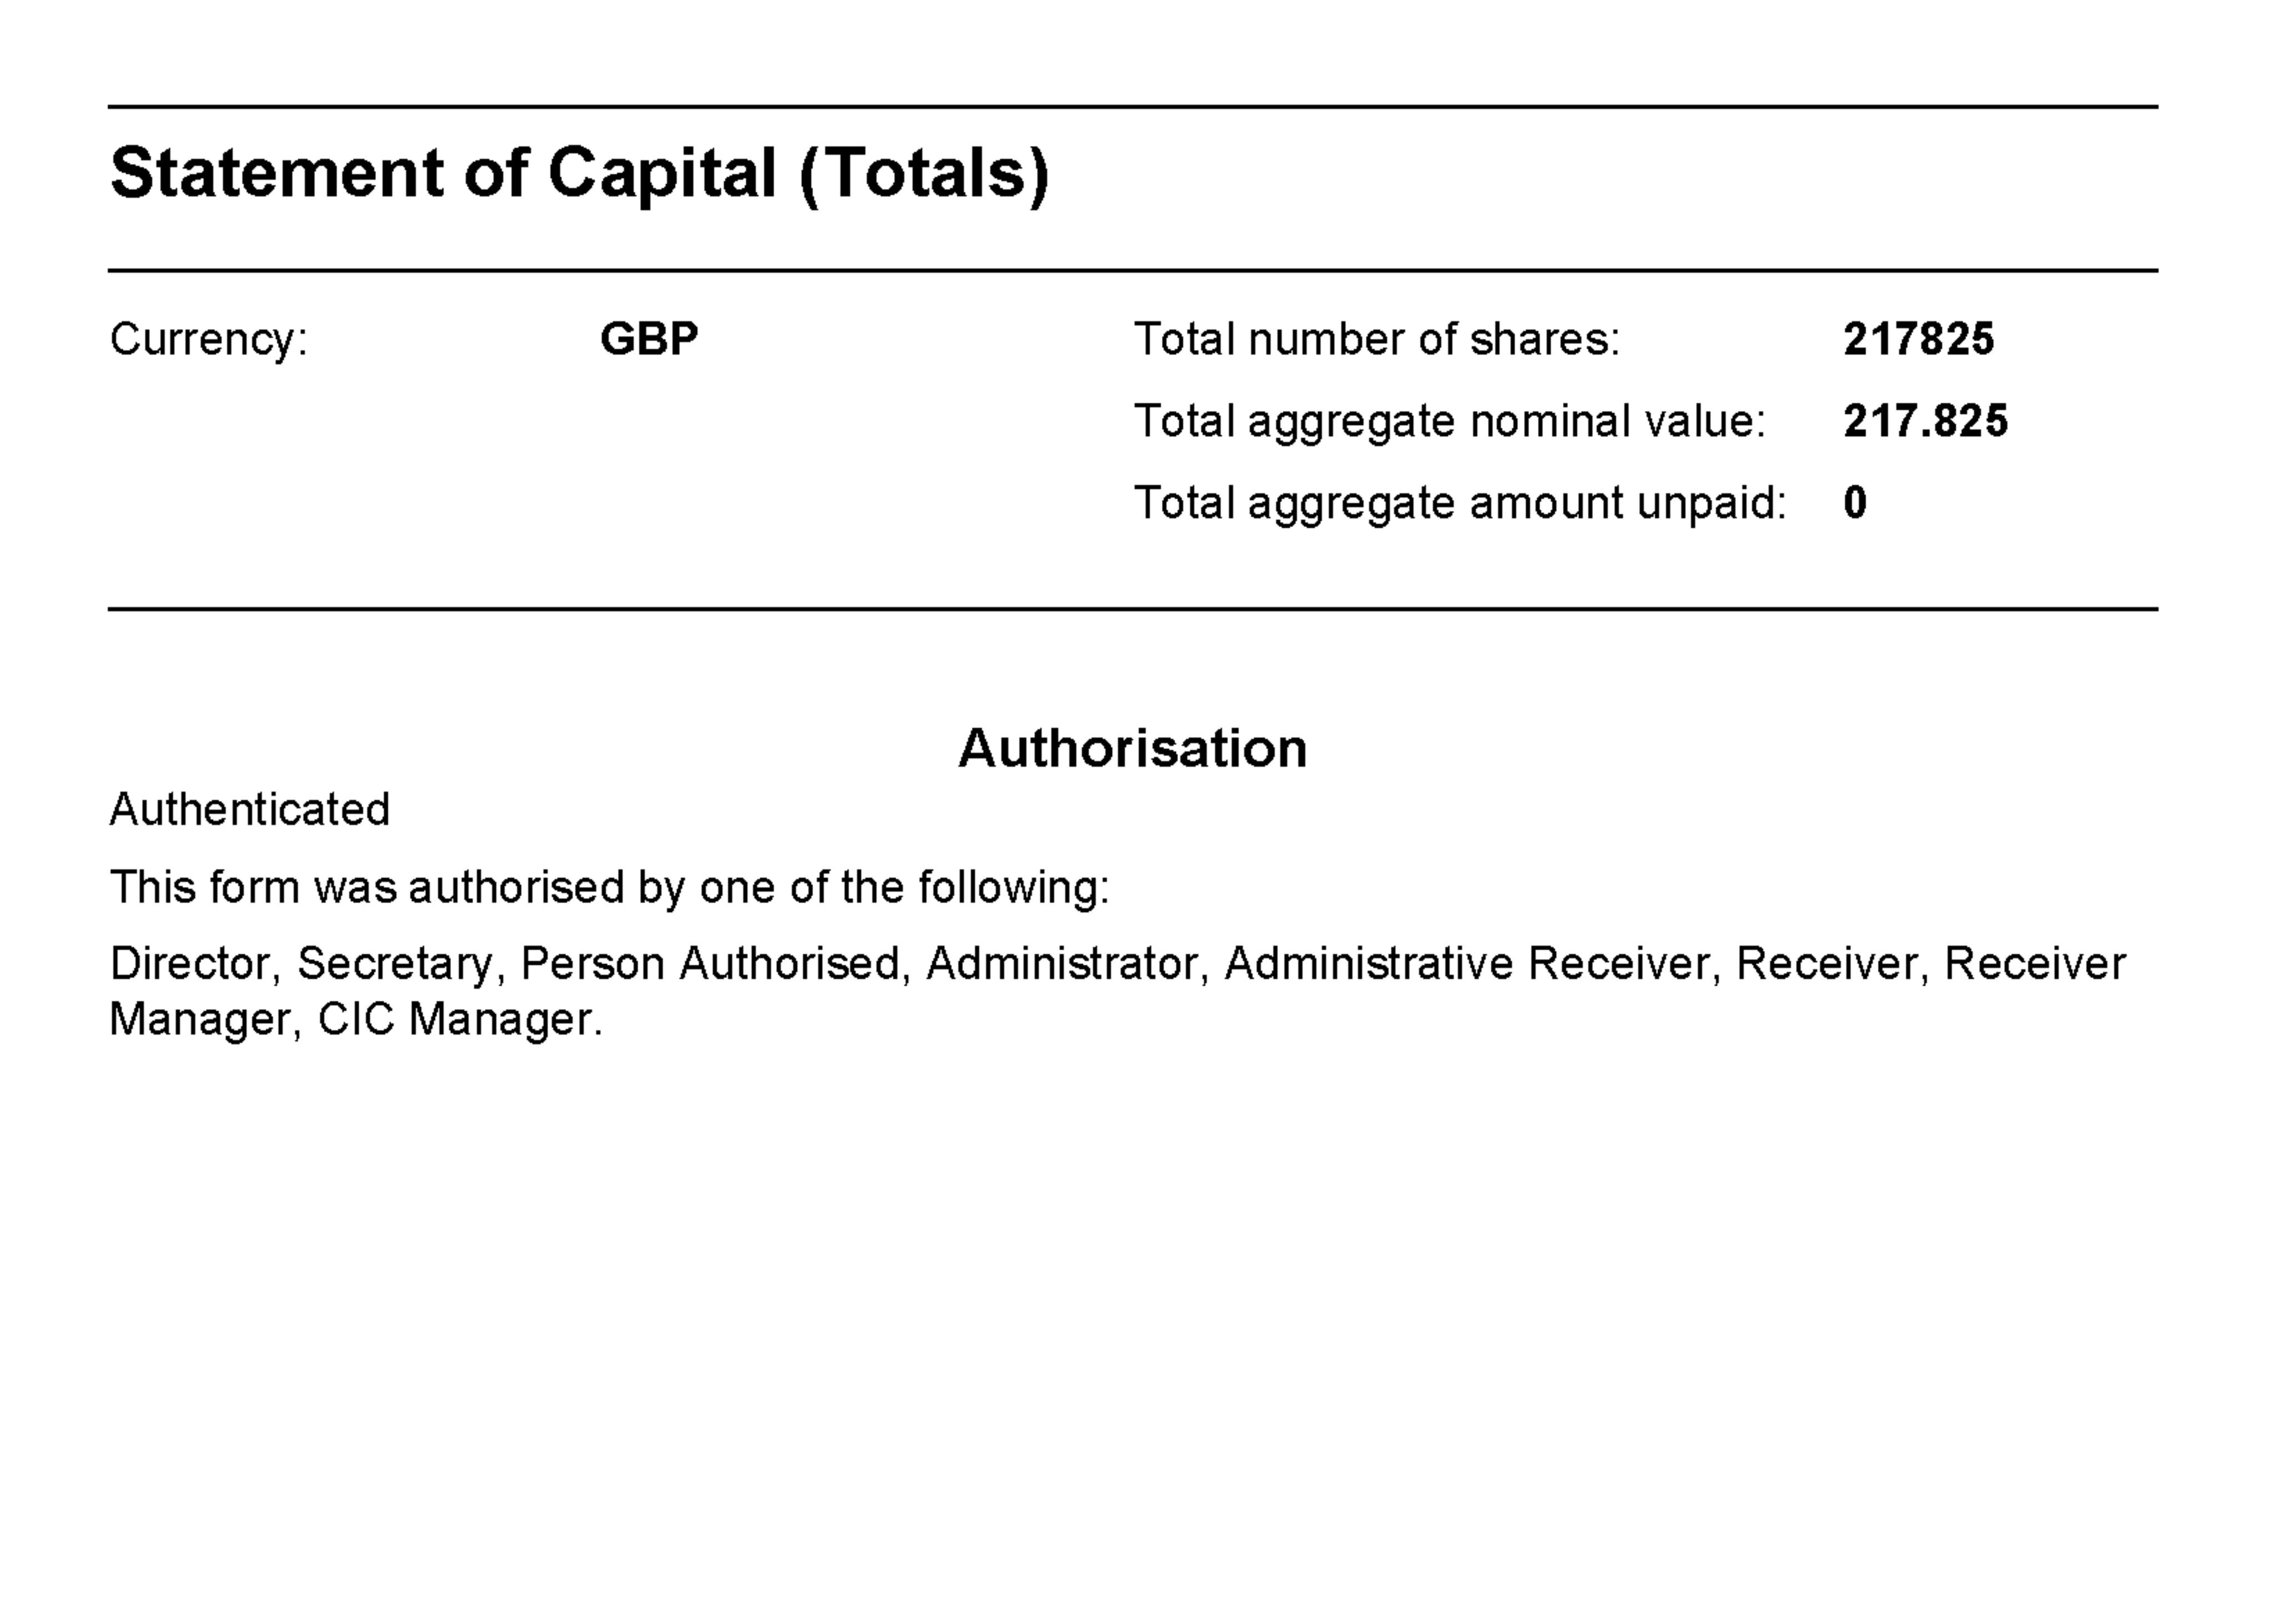 Statement of Capital (Totals)
Currency: GBP Total number of shares: 217825
Total aggregate nominal value: 217.825
Total aggregate amount unpaid: 0
Authorisation
Authenticated
This form was authorised by one of the following:
Director, Secretary, Person Authorised, Administrator, Administrative Receiver, Receiver, Receiver
Manager, CIC Manager.